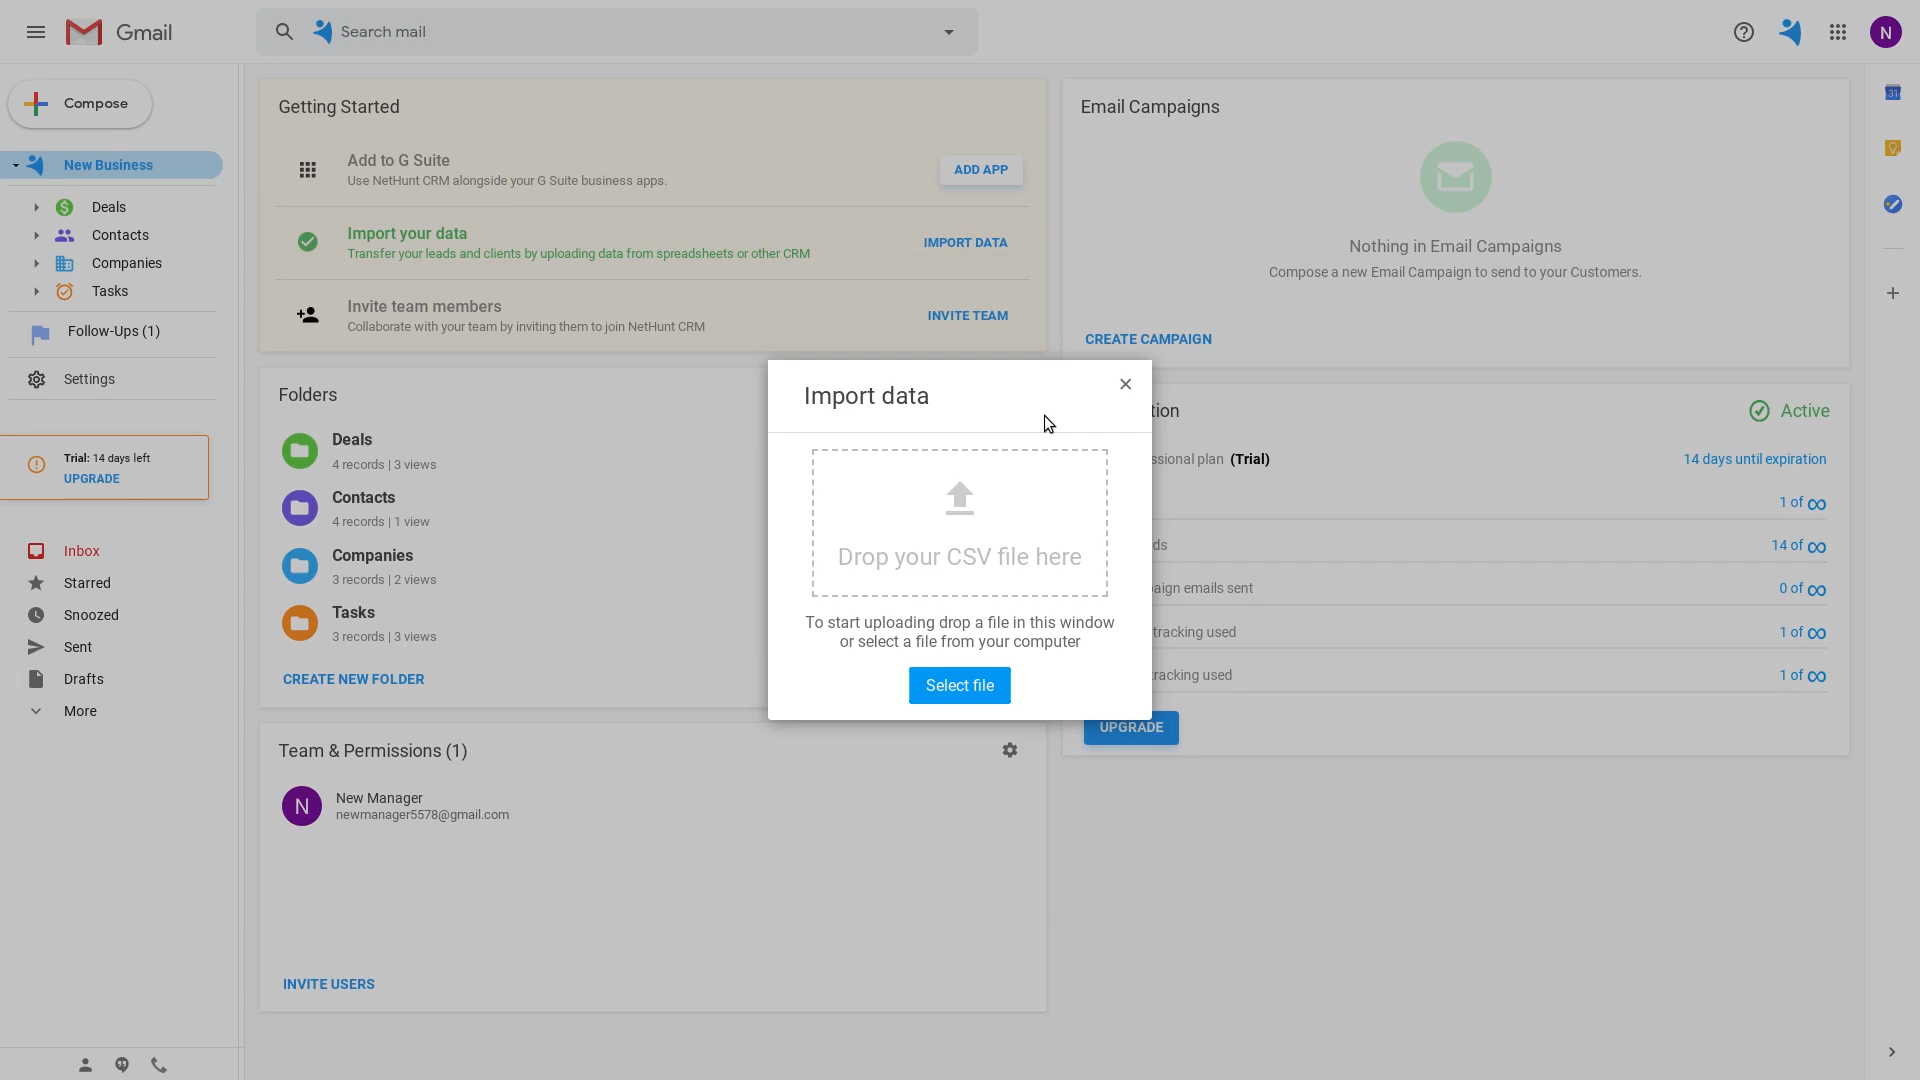 Gmail
Search mail
N
Compose
New Business
Deals
Contacts
Companies
Tasks
Follow-Ups (1)
Settings
Trial: 14 days left
UPGRADE
Inbox
Starred
Snoozed
Sent
Drafts
More
Getting Started
Add to G Suite
Use NetHunt CRM alongside your G Suite business apps.
ADD APP
Import your data
Transfer your leads and clients by uploading data from spreadsheets or other CRM
IMPORT DATA
Invite team members
Collaborate with your team by inviting them to join NetHunt CRM
INVITE TEAM
Folders
Deals
4 records | 3 views
Contacts
4 records | 1 view
Companies
3 records | 2 views
Tasks
3 records | 3 views
CREATE NEW FOLDER
Team & Permissions (1)
N
New Manager
newmanager5578@gmail.com
INVITE USERS
Import data
Drop your CSV file here
To start uploading drop a file in this window
or select a file from your computer
Select file
Email Campaigns
Nothing in Email Campaigns
Compose a new Email Campaign to send to your Customers.
CREATE CAMPAIGN
tion
Active
ssional plan (Trial)
14 days until expiration
1 of ∞
ds
14 of ∞
aign emails sent
0 of ∞
tracking used
1 of ∞
tracking used
1 of ∞
UPGRADE
31